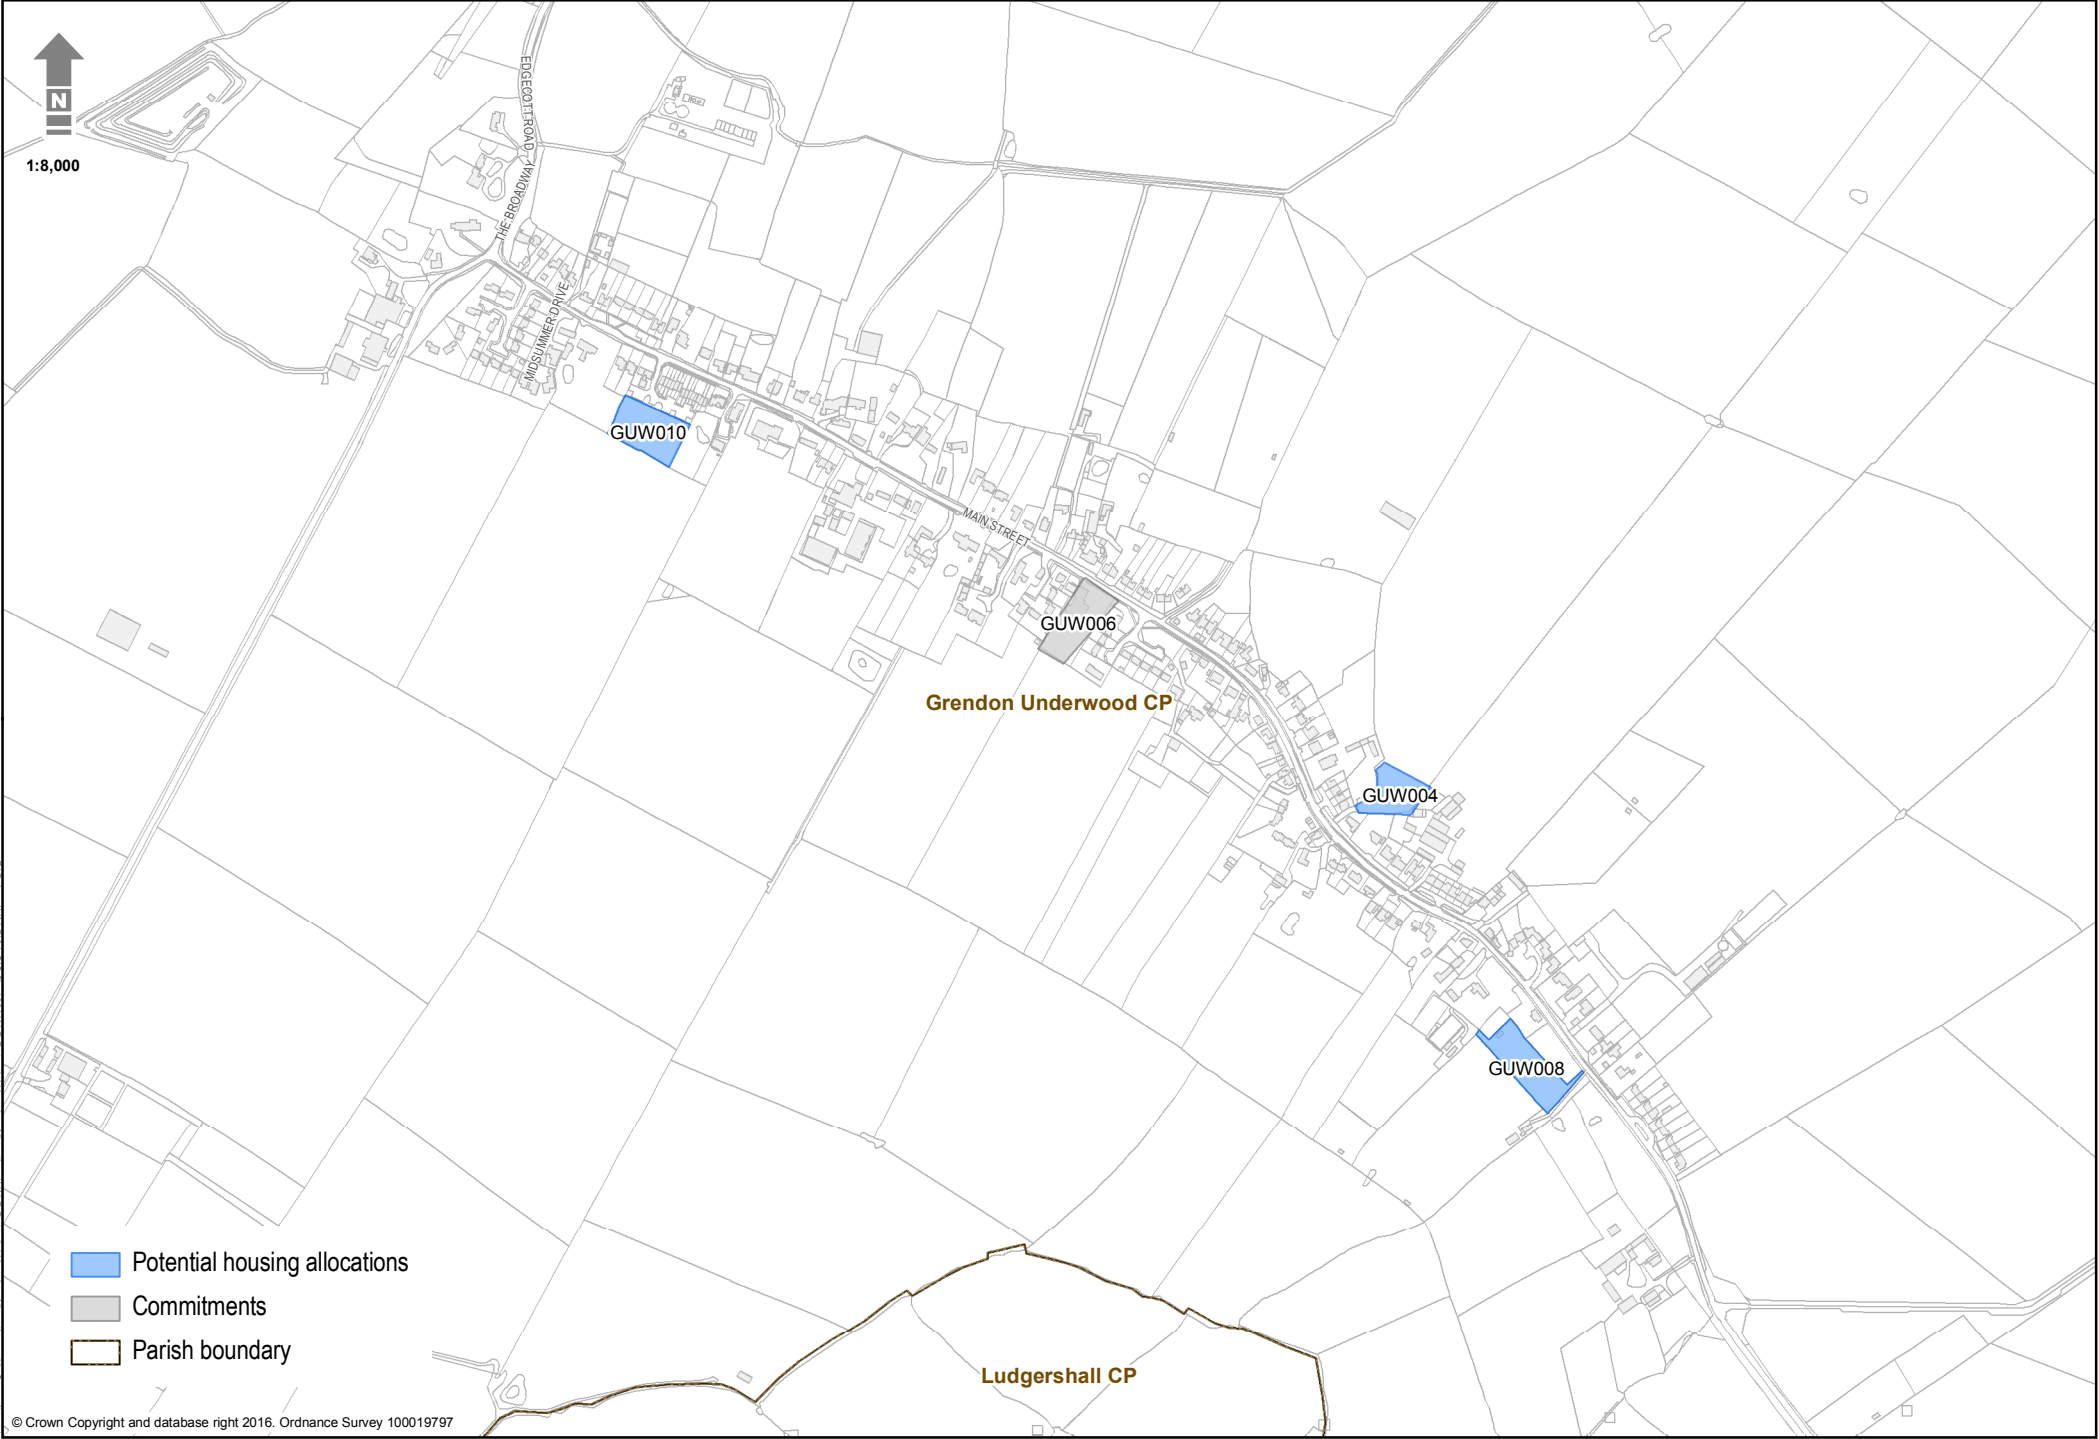 N
1:8,000
EDGECOTT ROAD
THE BROADWAY
MIDSUMMER DRIVE
GUW010
MAIN STREET
GUW006
Grendon Underwood CP
GUW004
GUW008
Potential housing allocations
Commitments
Parish boundary
Ludgershall CP
© Crown Copyright and database right 2016. Ordnance Survey 100019797